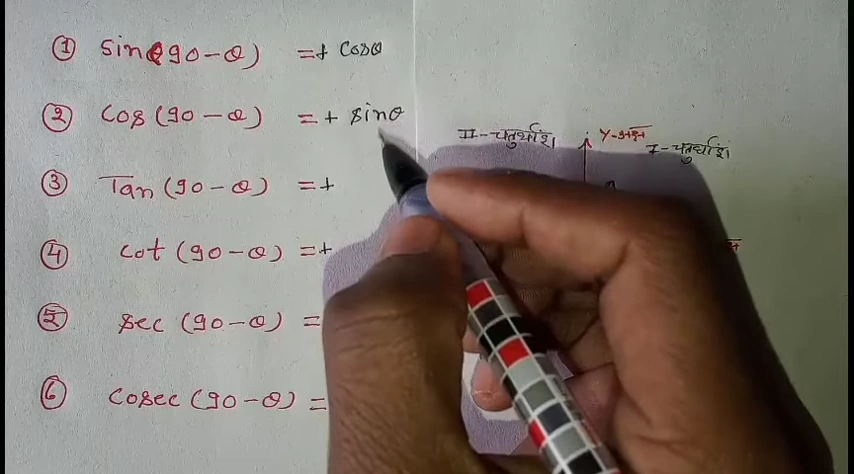 ① sin(90-θ) =+ Cosθ
② Cos(90-θ) =+ sinθ
③ Tan(90-θ) =+
④ cot(90-θ) =+
⑤ sec(90-θ) =
⑥ Cosec(90-θ) =
II-चतुर्थांश
Y-अक्ष
I-चतुर्थांश